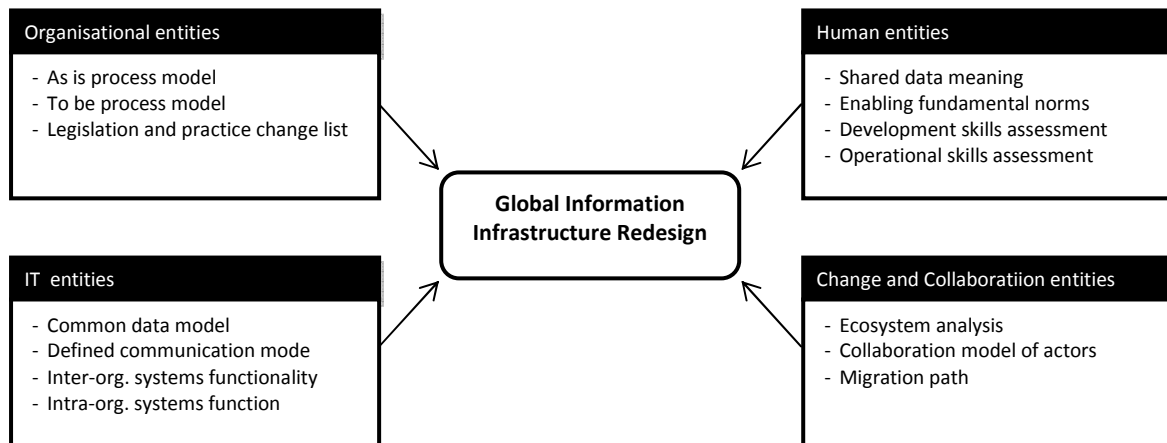 Organisational entities
- As is process model
- To be process model
- Legislation and practice change list
Human entities
- Shared data meaning
- Enabling fundamental norms
- Development skills assessment
- Operational skills assessment
Global Information
Infrastructure Redesign
IT entities
- Common data model
- Defined communication mode
- Inter-org. systems functionality
- Intra-org. systems function
Change and Collaboratiion entities
- Ecosystem analysis
- Collaboration model of actors
- Migration path